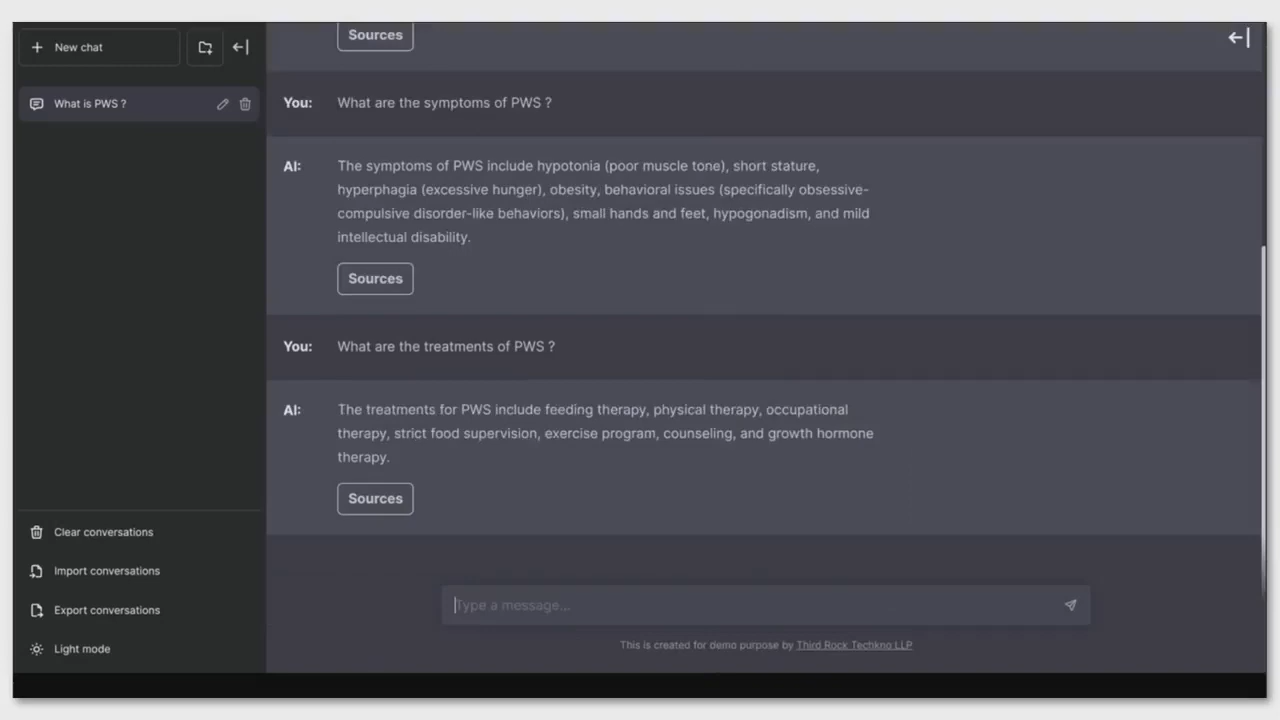 New chat
What is PWS ?
Clear conversations
Import conversations
Export conversations
Light mode
Sources
You: What are the symptoms of PWS ?
AI: The symptoms of PWS include hypotonia (poor muscle tone), short stature,
hyperphagia (excessive hunger), obesity, behavioral issues (specifically obsessive-
compulsive disorder-like behaviors), small hands and feet, hypogonadism, and mild
intellectual disability.
Sources
You: What are the treatments of PWS ?
AI: The treatments for PWS include feeding therapy, physical therapy, occupational
therapy, strict food supervision, exercise program, counseling, and growth hormone
therapy.
Sources
Type a message...
This is created for demo purpose by Third Rock Techkno LLP